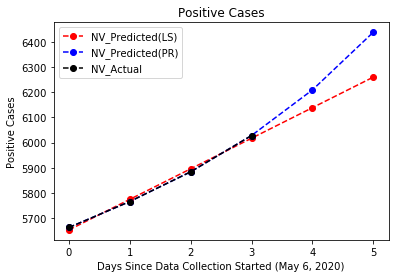 Positive Cases
NV_Predicted(LS)
NV_Predicted(PR)
NV_Actual
Positive Cases
6400
6300
6200
6100
6000
5900
5800
5700
0 1 2 3 4 5
Days Since Data Collection Started (May 6, 2020)